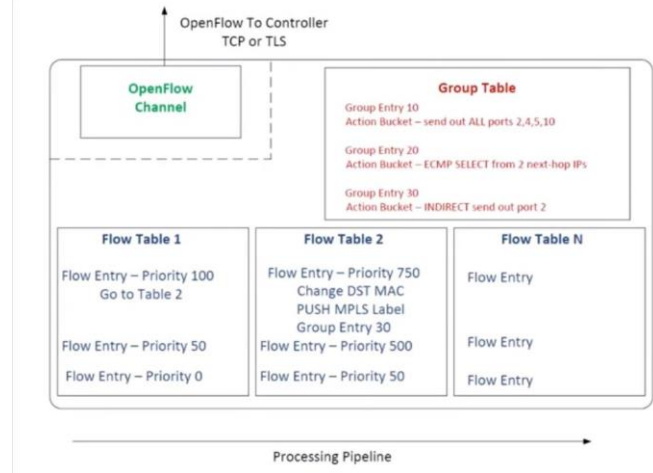 OpenFlow To Controller
TCP or TLS
OpenFlow
Channel
Group Table
Group Entry 10
Action Bucket – send out ALL ports 2,4,5,10
Group Entry 20
Action Bucket – ECMP SELECT from 2 next-hop IPs
Group Entry 30
Action Bucket – INDIRECT send out port 2
Flow Table 1
Flow Entry – Priority 100
Go to Table 2
Flow Entry – Priority 50
Flow Entry – Priority 0
Flow Table 2
Flow Entry – Priority 750
Change DST MAC
PUSH MPLS Label
Group Entry 30
Flow Entry – Priority 500
Flow Entry – Priority 50
Flow Table N
Flow Entry
Flow Entry
Flow Entry
Processing Pipeline